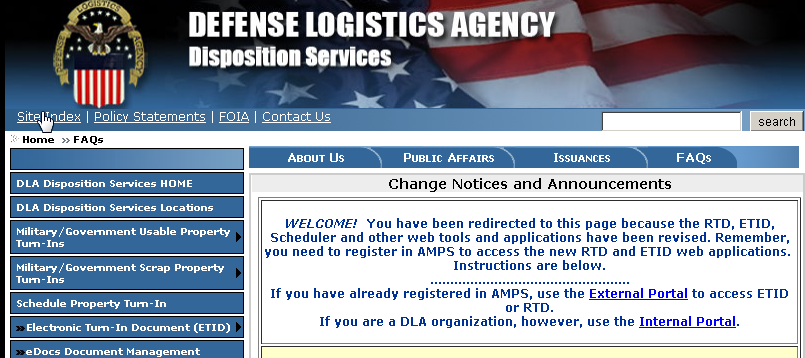 DEFENSE LOGISTICS AGENCY
Disposition Services
Site Index | Policy Statements | FOIA | Contact Us
search
Home » FAQs
ABOUT US
PUBLIC AFFAIRS
ISSUANCES
FAQS
DLA Disposition Services HOME
DLA Disposition Services Locations
Military/Government Usable Property
Turn-Ins
Military/Government Scrap Property
Turn-Ins
Schedule Property Turn-In
»Electronic Turn-In Document (ETID)
»eDocs Document Management
Change Notices and Announcements
WELCOME! You have been redirected to this page because the RTD, ETID,
Scheduler and other web tools and applications have been revised. Remember,
you need to register in AMPS to access the new RTD and ETID web applications.
Instructions are below.
..................................................
If you have already registered in AMPS, use the External Portal to access ETID
or RTD.
If you are a DLA organization, however, use the Internal Portal.